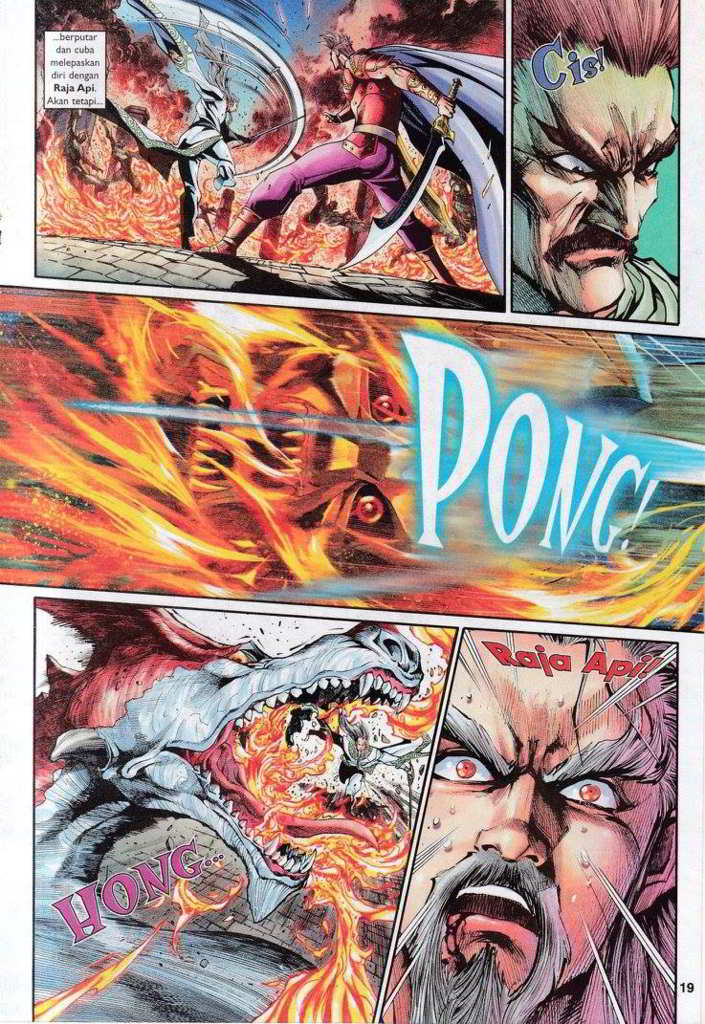 ...berputar
dan cuba
melepaskan
diri dengan
Raja Api.
Akan tetapi...
Cis!
PONG!
HONG...
Raja Api!
19